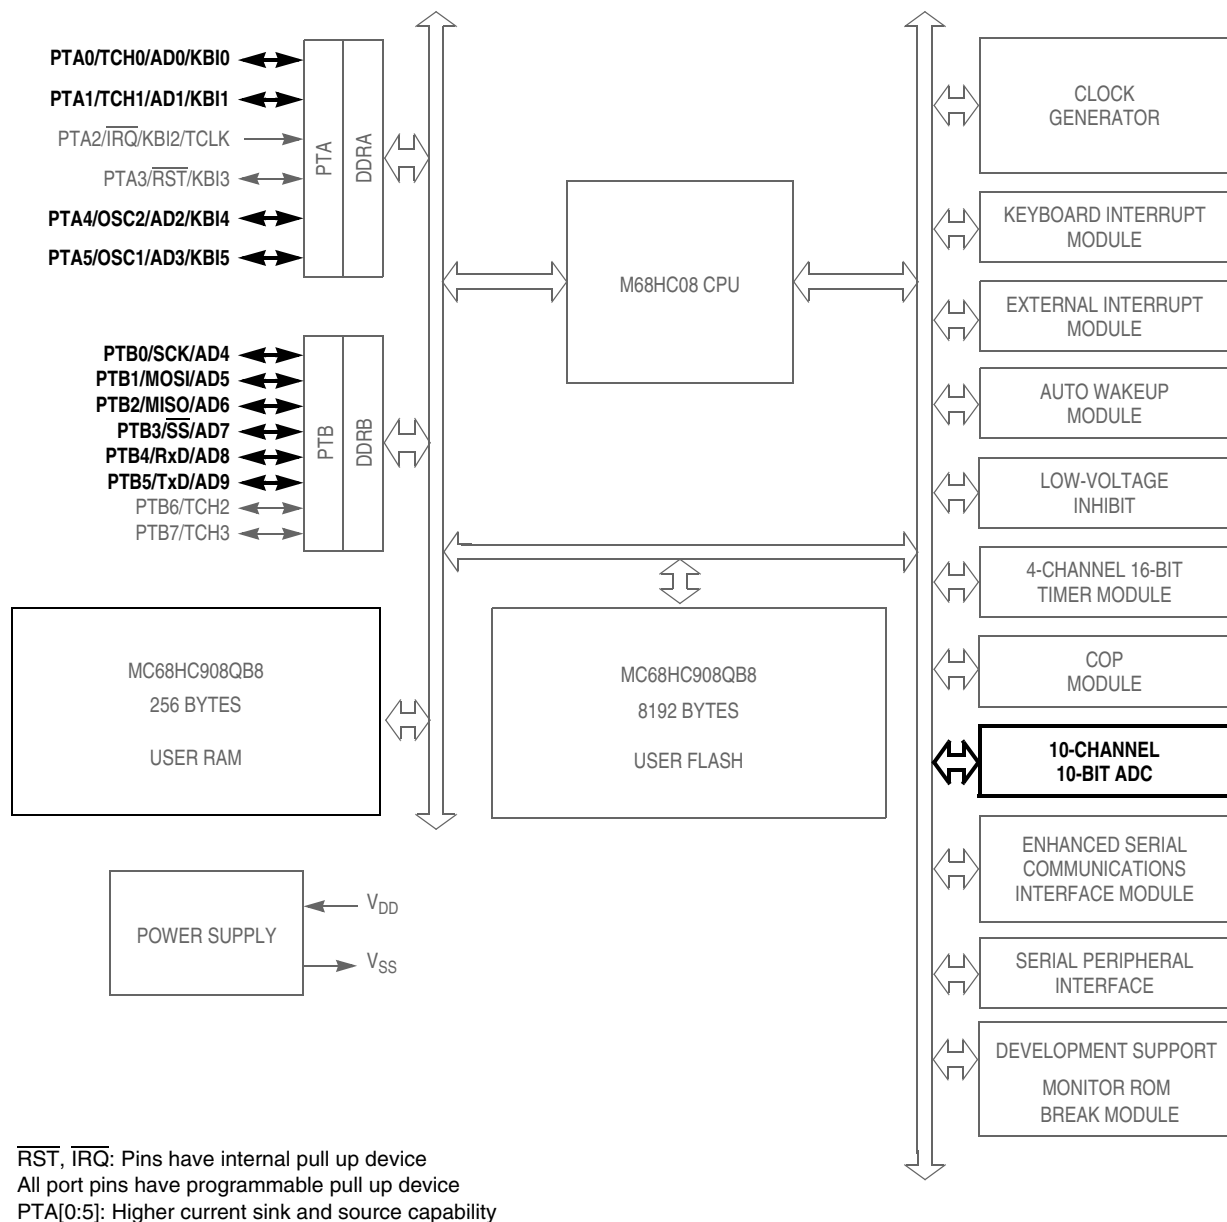 PTA0/TCH0/AD0/KBI0
PTA1/TCH1/AD1/KBI1
PTA2/I̅R̅Q̅/KBI2/TCLK
PTA3/R̅S̅T̅/KBI3
PTA4/OSC2/AD2/KBI4
PTA5/OSC1/AD3/KBI5
PTA
DDRA
PTB0/SCK/AD4
PTB1/MOSI/AD5
PTB2/MISO/AD6
PTB3/S̅S̅/AD7
PTB4/RxD/AD8
PTB5/TxD/AD9
PTB6/TCH2
PTB7/TCH3
PTB
DDRB
M68HC08 CPU
MC68HC908QB8
256 BYTES
USER RAM
MC68HC908QB8
8192 BYTES
USER FLASH
POWER SUPPLY
VDD
VSS
CLOCK
GENERATOR
KEYBOARD INTERRUPT
MODULE
EXTERNAL INTERRUPT
MODULE
AUTO WAKEUP
MODULE
LOW-VOLTAGE
INHIBIT
4-CHANNEL 16-BIT
TIMER MODULE
COP
MODULE
10-CHANNEL
10-BIT ADC
ENHANCED SERIAL
COMMUNICATIONS
INTERFACE MODULE
SERIAL PERIPHERAL
INTERFACE
DEVELOPMENT SUPPORT
MONITOR ROM
BREAK MODULE
R̅S̅T̅, I̅R̅Q̅: Pins have internal pull up device
All port pins have programmable pull up device
PTA[0:5]: Higher current sink and source capability